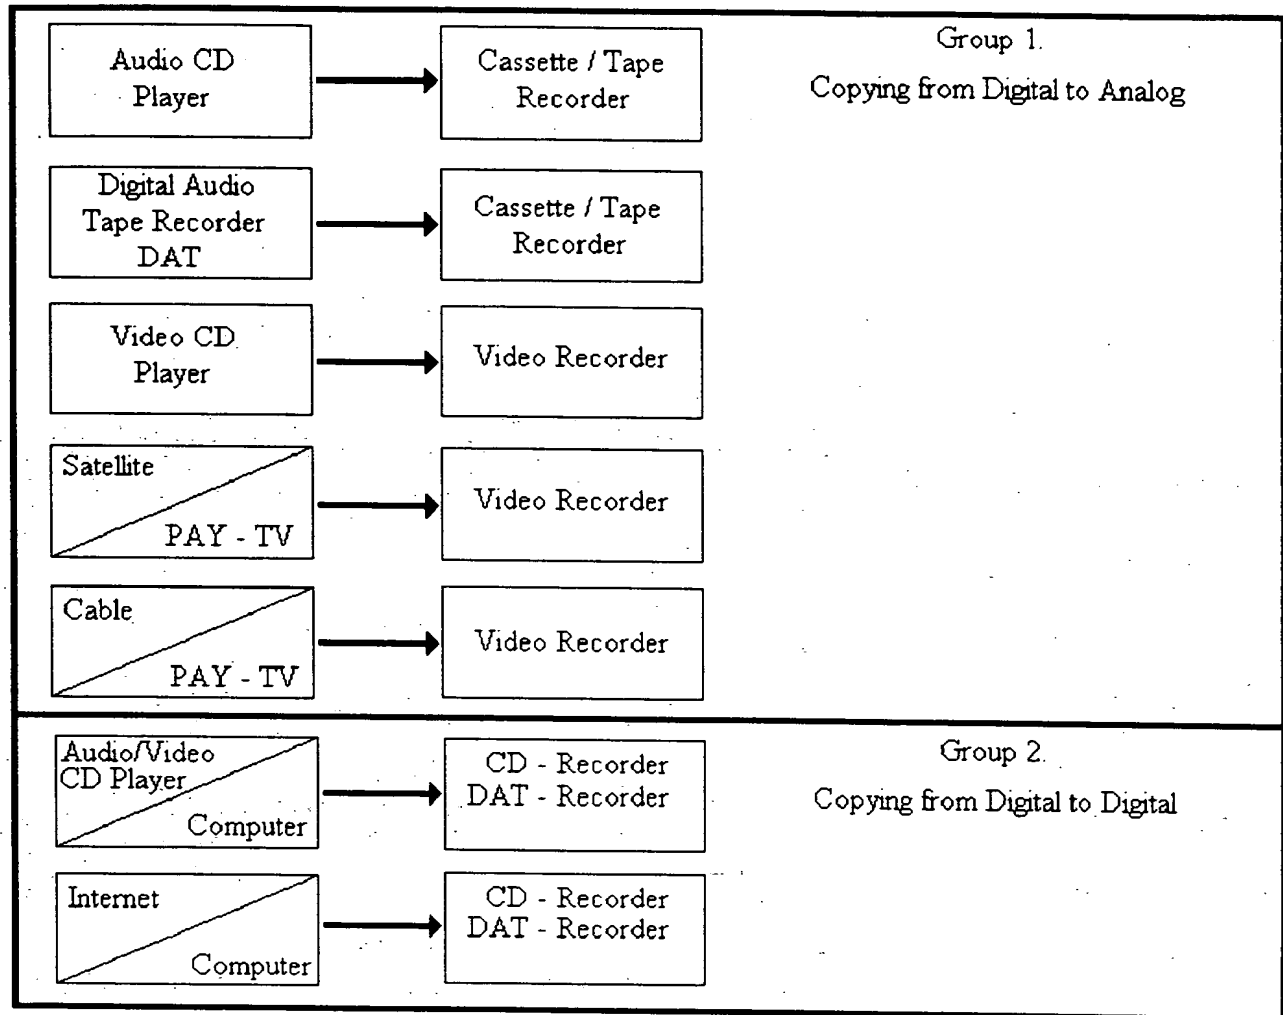 Audio CD
Player
Cassette / Tape
Recorder
Group 1.
Copying from Digital to Analog
Digital Audio
Tape Recorder
DAT
Cassette / Tape
Recorder
Video CD
Player
Video Recorder
Satellite
PAY - TV
Video Recorder
Cable
PAY - TV
Video Recorder
Audio/Video
CD Player
Computer
CD - Recorder
DAT - Recorder
Group 2.
Copying from Digital to Digital
Internet
Computer
CD - Recorder
DAT - Recorder